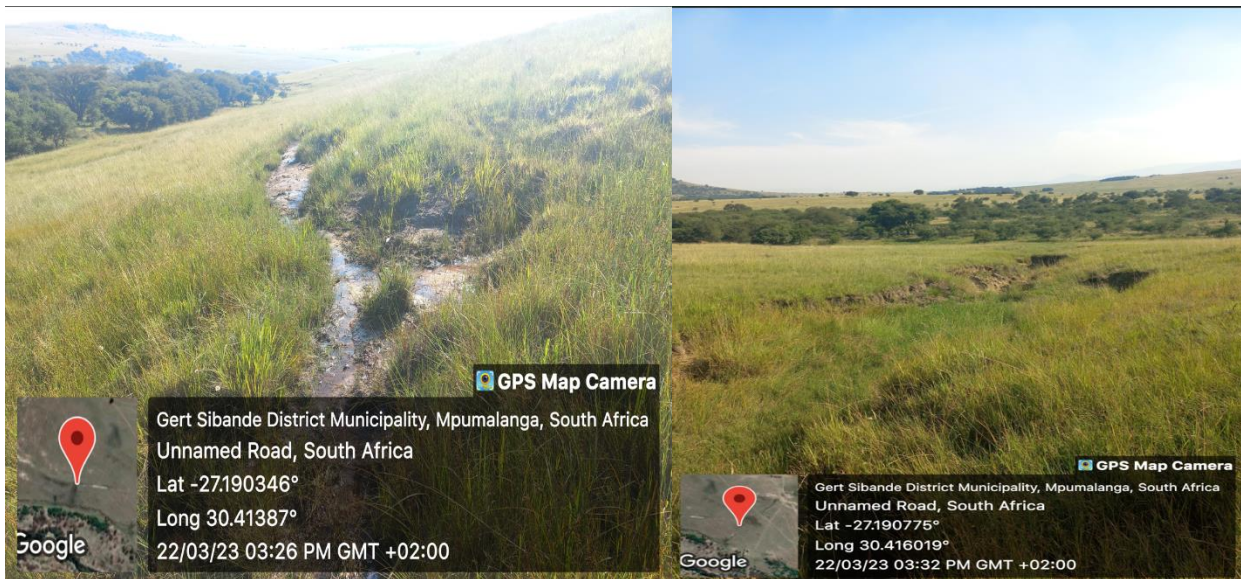 GPS Map Camera
Gert Sibande District Municipality, Mpumalanga, South Africa
Unnamed Road, South Africa
Lat -27.190346°
Long 30.41387°
22/03/23 03:26 PM GMT +02:00
Google
GPS Map Camera
Gert Sibande District Municipality, Mpumalanga, South Africa
Unnamed Road, South Africa
Lat -27.190775°
Long 30.416019°
22/03/23 03:32 PM GMT +02:00
Google